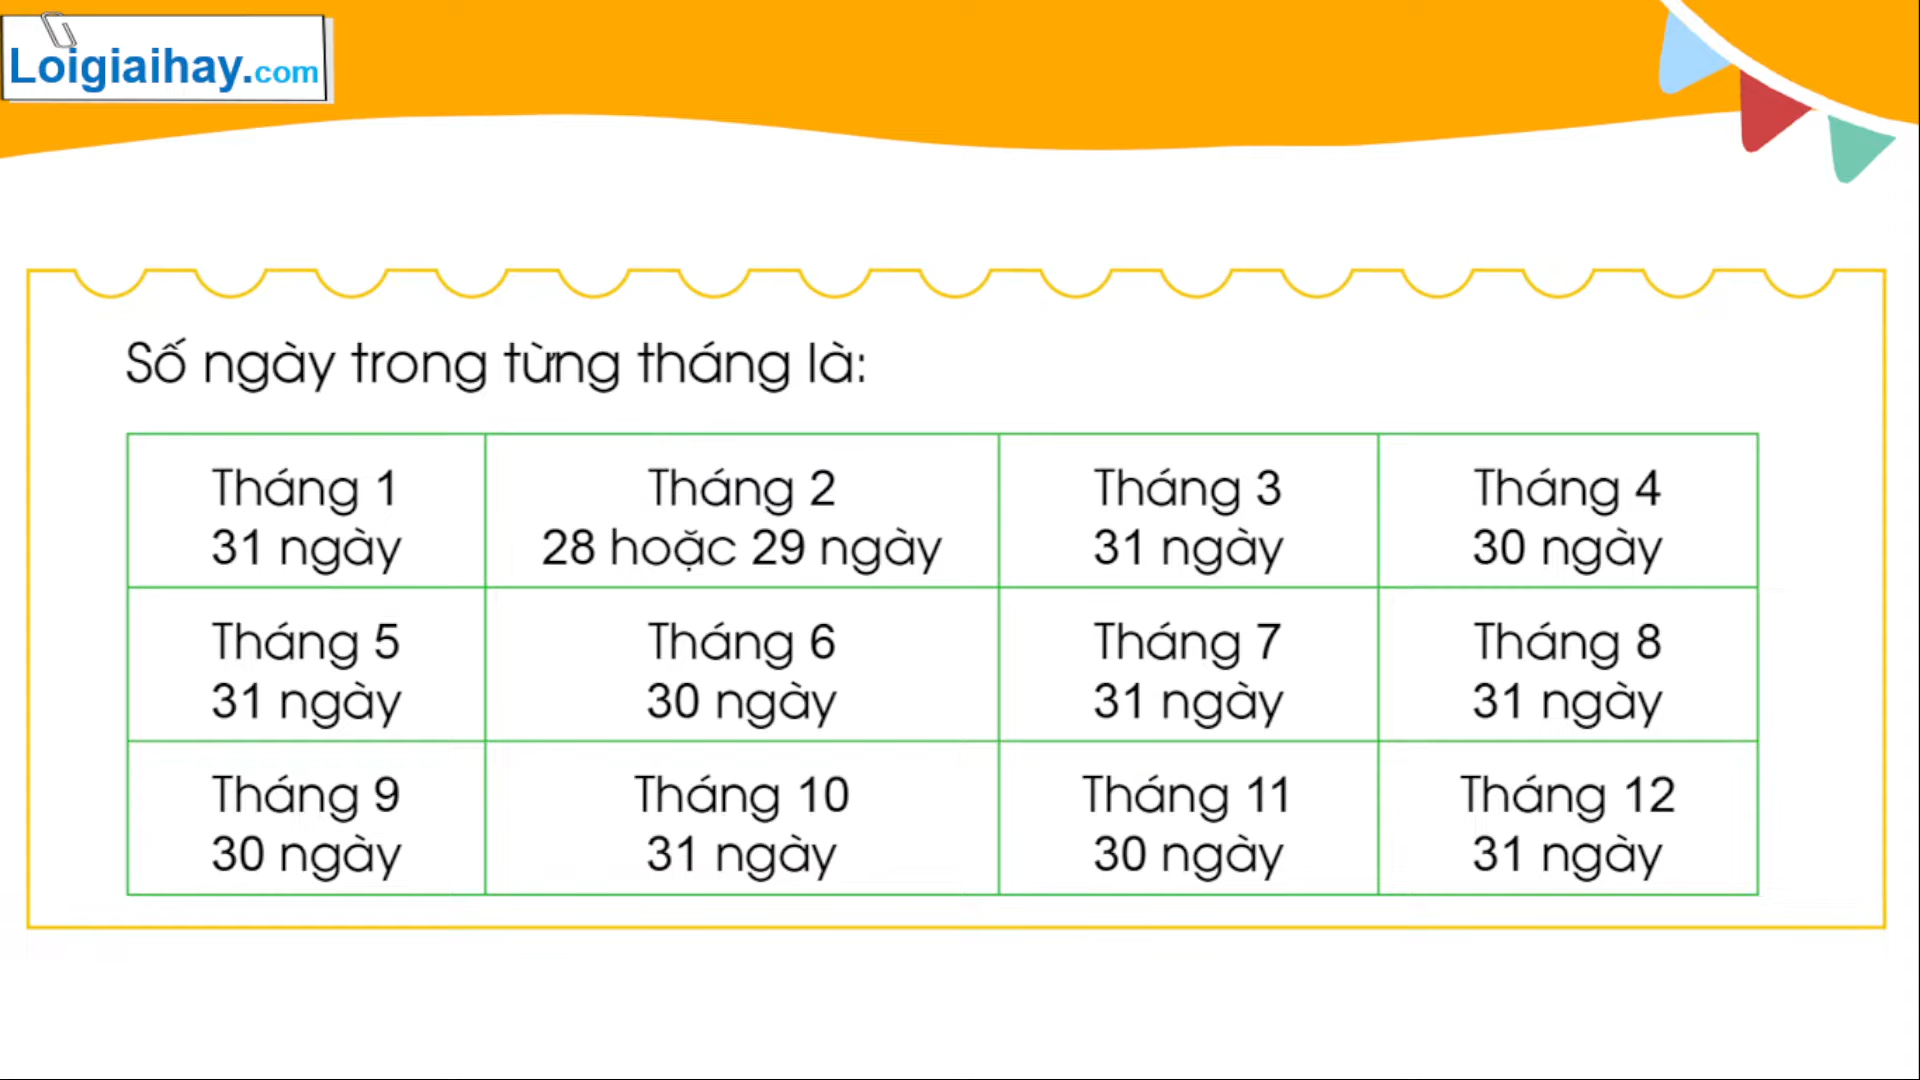 Loigiaihay.com
Số ngày trong từng tháng là:
Tháng 1
31 ngày
Tháng 2
28 hoặc 29 ngày
Tháng 3
31 ngày
Tháng 4
30 ngày
Tháng 5
31 ngày
Tháng 6
30 ngày
Tháng 7
31 ngày
Tháng 8
31 ngày
Tháng 9
30 ngày
Tháng 10
31 ngày
Tháng 11
30 ngày
Tháng 12
31 ngày